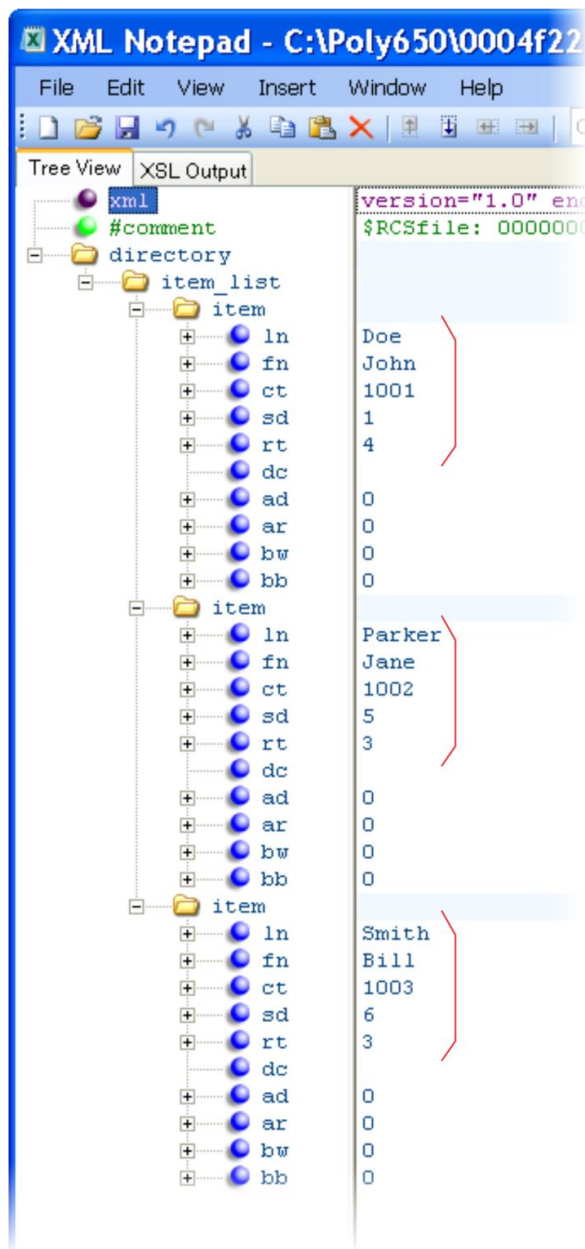 XML Notepad - C:\Poly650\0004f22
File Edit View Insert Window Help
Tree View XSL Output
xml version="1.0"
#comment $RCSfile:
directory
item_list
item
ln Doe
fn John
ct 1001
sd 1
rt 4
dc
ad 0
ar 0
bw 0
bb 0
item
ln Parker
fn Jane
ct 1002
sd 5
rt 3
dc
ad 0
ar 0
bw 0
bb 0
item
ln Smith
fn Bill
ct 1003
sd 6
rt 3
dc
ad 0
ar 0
bw 0
bb 0